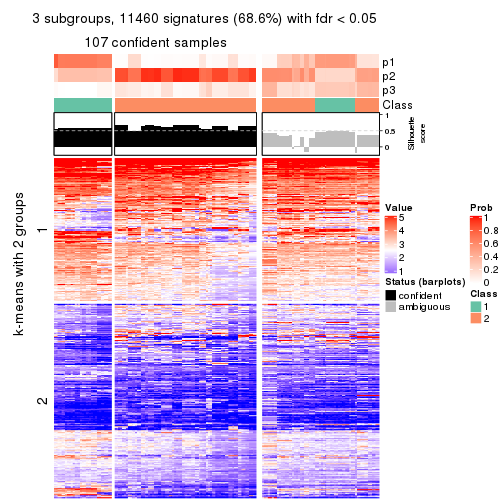 3 subgroups, 11460 signatures (68.6%) with fdr < 0.05
107 confident samples
p1
p2
p3
Class
1
0.5
0
Silhouette
score
k-means with 2 groups
1
2
Value
5
4
3
2
1
Status (barplots)
confident
ambiguous
Prob
1
0.8
0.6
0.4
0.2
0
Class
1
2